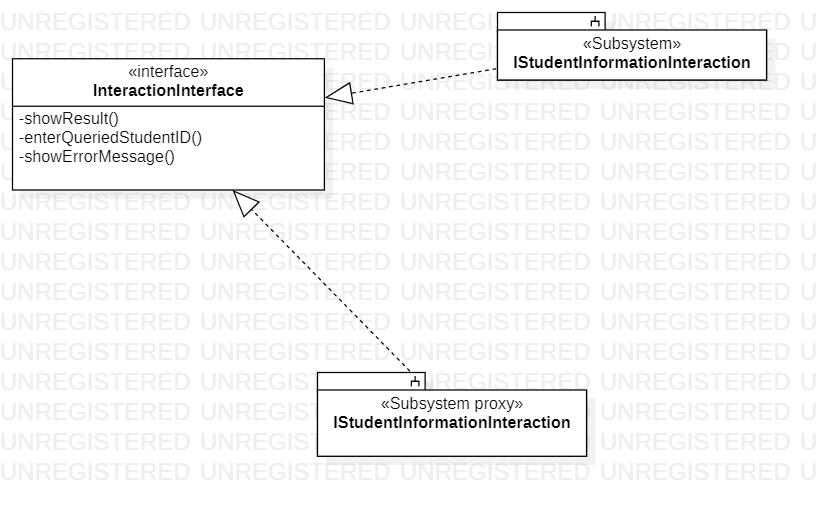 UNREGISTERED UNREGISTERED UNREGISTERED UNREGISTERED U
«Subsystem»
IStudentInformationInteraction
«interface»
InteractionInterface
-showResult()
-enterQueriedStudentID()
-showErrorMessage()
«Subsystem proxy»
IStudentInformationInteraction